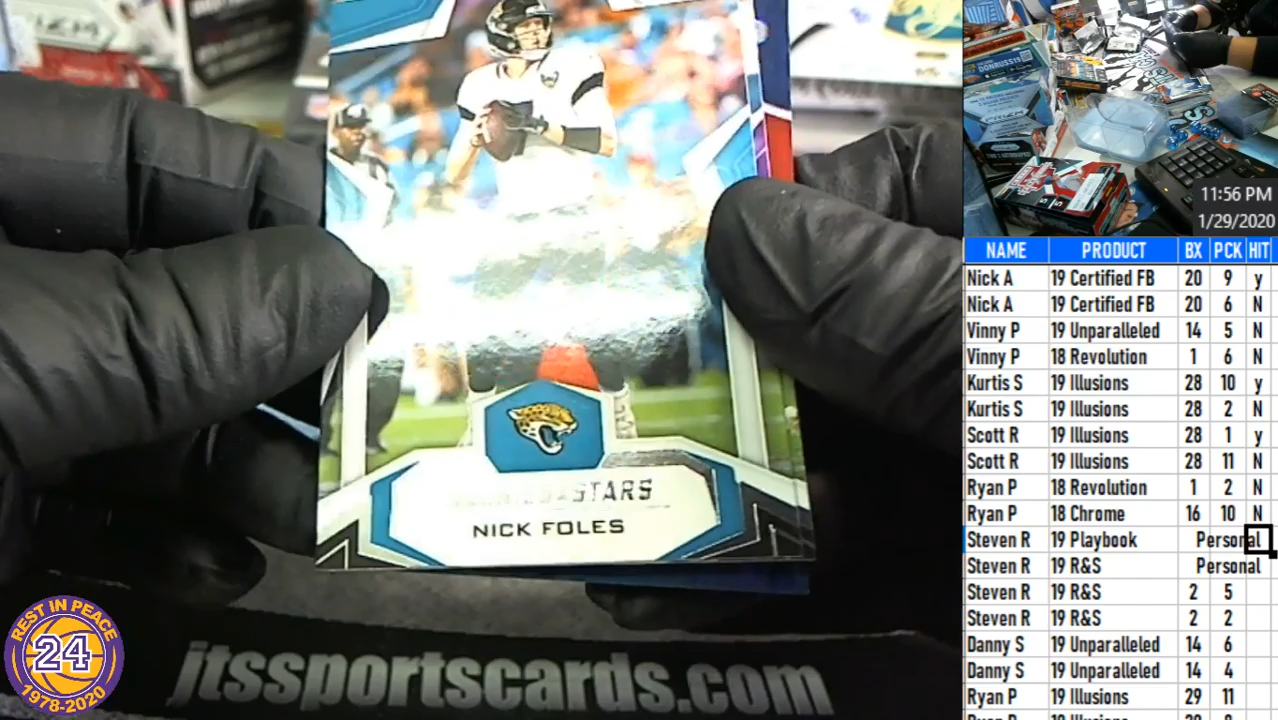 STARS
NICK FOLES
jtssportscards.com
REST IN PEACE
24
1978-2020
DONRUSS19
11:56 PM
1/29/2020
NAME PRODUCT BX PCK HIT
Nick A 19 Certified FB 20 9 y
Nick A 19 Certified FB 20 6 N
Vinny P 19 Unparalleled 14 5 N
Vinny P 18 Revolution 1 6 N
Kurtis S 19 Illusions 28 10 y
Kurtis S 19 Illusions 28 2 N
Scott R 19 Illusions 28 1 y
Scott R 19 Illusions 28 11 N
Ryan P 18 Revolution 1 2 N
Ryan P 18 Chrome 16 10 N
Steven R 19 Playbook Personal
Steven R 19 R&S Personal
Steven R 19 R&S 2 5
Steven R 19 R&S 2 2
Danny S 19 Unparalleled 14 6
Danny S 19 Unparalleled 14 4
Ryan P 19 Illusions 29 11